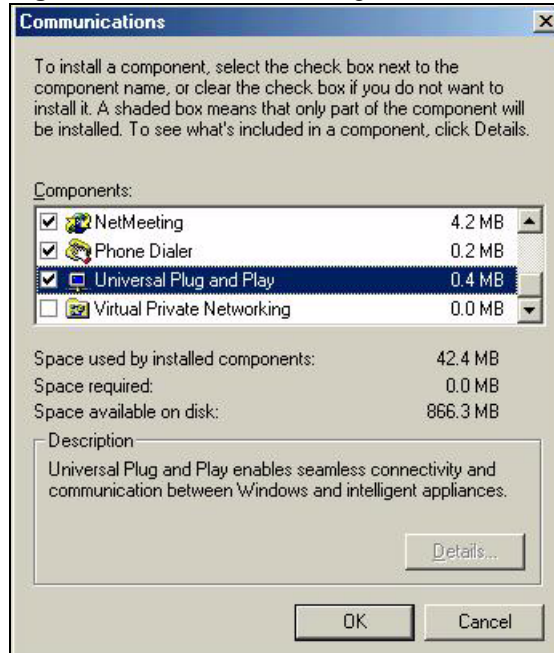 Communications
To install a component, select the check box next to the
component name, or clear the check box if you do not want to
install it. A shaded box means that only part of the component will
be installed. To see what's included in a component, click Details.
Components:
NetMeeting 4.2 MB
Phone Dialer 0.2 MB
Universal Plug and Play 0.4 MB
Virtual Private Networking 0.0 MB
Space used by installed components: 42.4 MB
Space required: 0.0 MB
Space available on disk: 866.3 MB
Description
Universal Plug and Play enables seamless connectivity and
communication between Windows and intelligent appliances.
Details...
OK Cancel